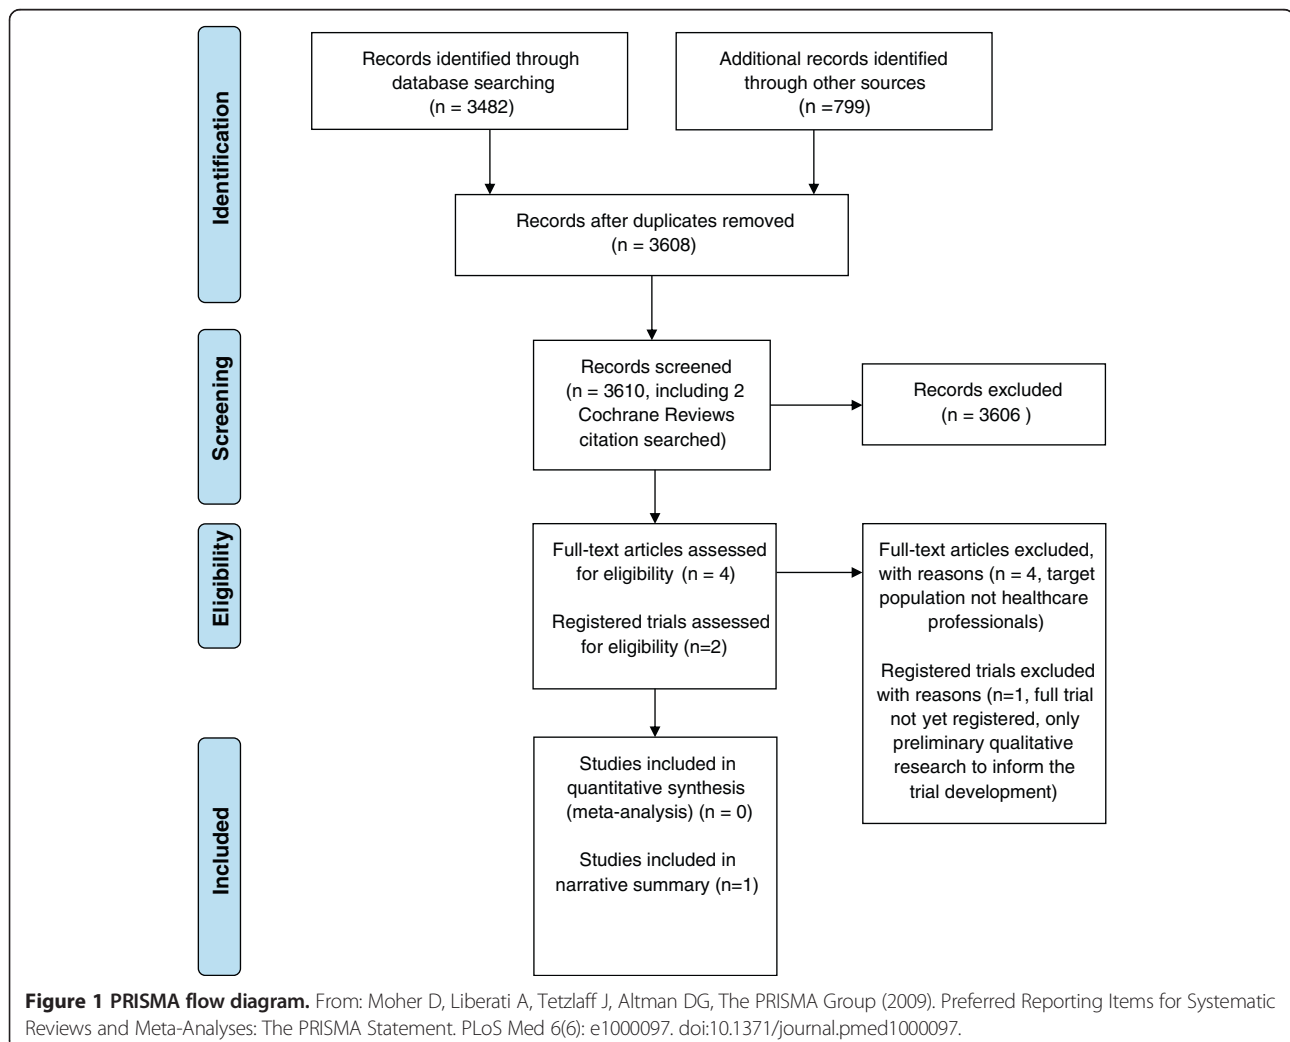 Identification
Records identified through
database searching
(n = 3482)
Additional records identified
through other sources
(n =799)
Records after duplicates removed
(n = 3608)
Screening
Records screened
(n = 3610, including 2
Cochrane Reviews
citation searched)
Records excluded
(n = 3606 )
Eligibility
Full-text articles assessed
for eligibility (n = 4)
Registered trials assessed
for eligibility (n=2)
Full-text articles excluded,
with reasons (n = 4, target
population not healthcare
professionals)
Registered trials excluded
with reasons (n=1, full trial
not yet registered, only
preliminary qualitative
research to inform the
trial development)
Included
Studies included in
quantitative synthesis
(meta-analysis) (n = 0)
Studies included in
narrative summary (n=1)
Figure 1 PRISMA flow diagram. From: Moher D, Liberati A, Tetzlaff J, Altman DG, The PRISMA Group (2009). Preferred Reporting Items for Systematic
Reviews and Meta-Analyses: The PRISMA Statement. PLoS Med 6(6): e1000097. doi:10.1371/journal.pmed1000097.